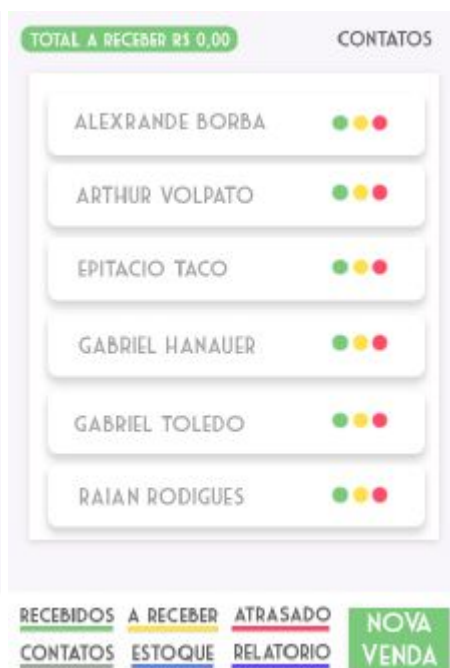 TOTAL A RECEBER R$ 0,00
CONTATOS
ALEXRANDE BORBA
ARTHUR VOLPATO
EPITACIO TACO
GABRIEL HANAUER
GABRIEL TOLEDO
RAIAN RODIGUES
RECEBIDOS A RECEBER ATRASADO
CONTATOS ESTOQUE RELATORIO
NOVA
VENDA